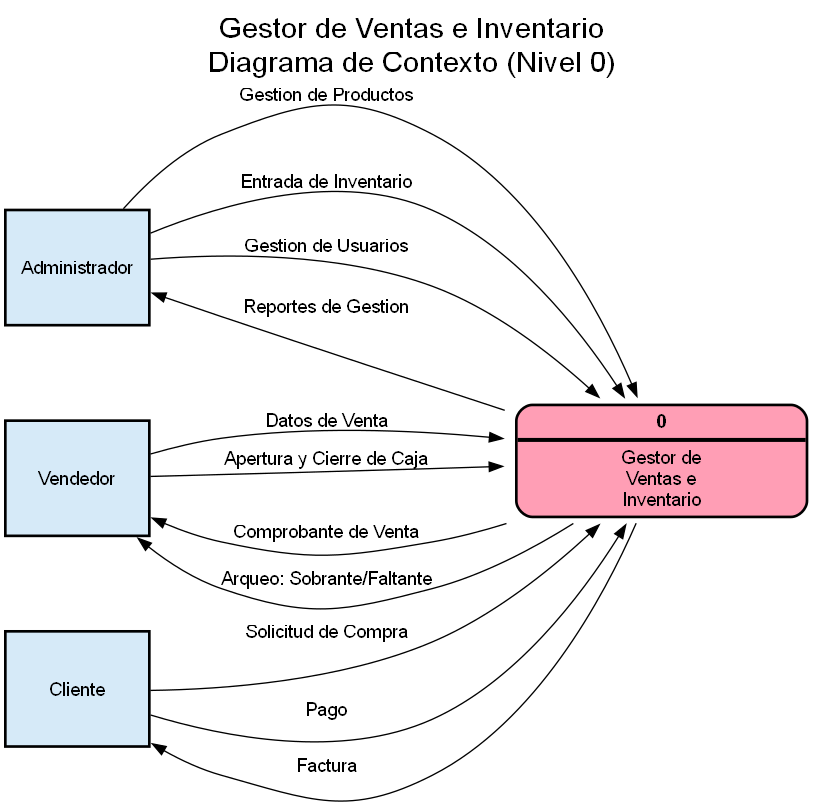 Gestor de Ventas e Inventario
Diagrama de Contexto (Nivel 0)
Gestion de Productos
Entrada de Inventario
Gestion de Usuarios
Administrador
Reportes de Gestion
Datos de Venta
0
Apertura y Cierre de Caja
Gestor de
Ventas e
Inventario
Vendedor
Comprobante de Venta
Arqueo: Sobrante/Faltante
Solicitud de Compra
Cliente
Pago
Factura